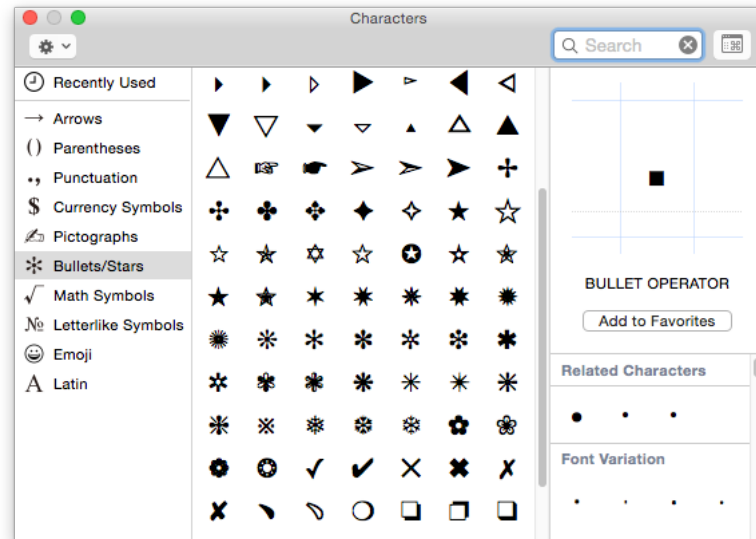 Characters
Search
Recently Used
Arrows
Parentheses
Punctuation
$ Currency Symbols
Pictographs
Bullets/Stars
Math Symbols
№ Letterlike Symbols
Emoji
A Latin
BULLET OPERATOR
Add to Favorites
Related Characters
Font Variation